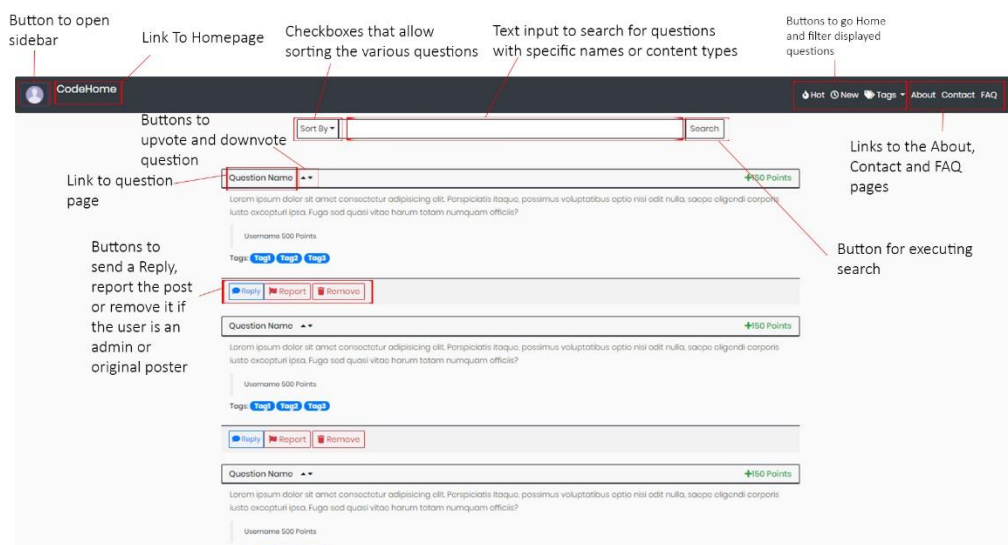 Button to open
sidebar
Link To Homepage
Checkboxes that allow
sorting the various questions
Text input to search for questions
with specific names or content types
Buttons to go Home
and filter displayed
questions
CodeHome
Hot New Tags About Contact FAQ
Sort By
Search
Buttons to
upvote and downvote
question
Links to the About,
Contact and FAQ
pages
Link to question
page
Question Name
+150 Points
Lorem ipsum dolor sit amet consectetur adipisicing elit. Perspiciatis itaque, possimus voluptatibus optio nisi odit nulla, saepe eligendi corporis
iusto excepturi ipsa. Fuga sed quasi vitae harum totam numquam officiis?
Username 500 Points
Tags: Tag1 Tag2 Tag3
Button for executing
search
Buttons to
send a Reply,
report the post
or remove it if
the user is an
admin or
original poster
Reply Report Remove
Question Name
+150 Points
Lorem ipsum dolor sit amet consectetur adipisicing elit. Perspiciatis itaque, possimus voluptatibus optio nisi odit nulla, saepe eligendi corporis
iusto excepturi ipsa. Fuga sed quasi vitae harum totam numquam officiis?
Username 500 Points
Tags: Tag1 Tag2 Tag3
Reply Report Remove
Question Name
+150 Points
Lorem ipsum dolor sit amet consectetur adipisicing elit. Perspiciatis itaque, possimus voluptatibus optio nisi odit nulla, saepe eligendi corporis
iusto excepturi ipsa. Fuga sed quasi vitae harum totam numquam officiis?
Username 500 Points